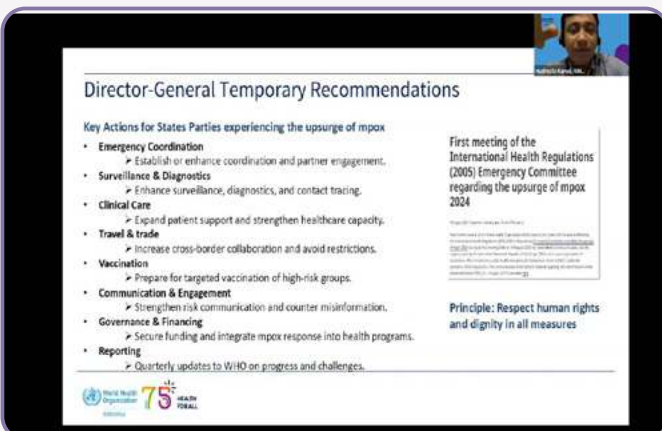 Director-General Temporary Recommendations
Key Actions for States Parties experiencing the upsurge of mpox
• Emergency Coordination
➢ Establish or enhance coordination and partner engagement.
• Surveillance & Diagnostics
➢ Enhance surveillance, diagnostics, and contact tracing.
• Clinical Care
➢ Expand patient support and strengthen healthcare capacity.
• Travel & trade
➢ Increase cross-border collaboration and avoid restrictions.
• Vaccination
➢ Prepare for targeted vaccination of high-risk groups.
• Communication & Engagement
➢ Strengthen risk communication and counter misinformation.
• Governance & Financing
➢ Secure funding and integrate mpox response into health programs.
• Reporting
➢ Quarterly updates to WHO on progress and challenges.
First meeting of the
International Health Regulations
(2005) Emergency Committee
regarding the upsurge of mpox
2024
Principle: Respect human rights
and dignity in all measures
World Health
Organization
75
HEALTH
FOR ALL